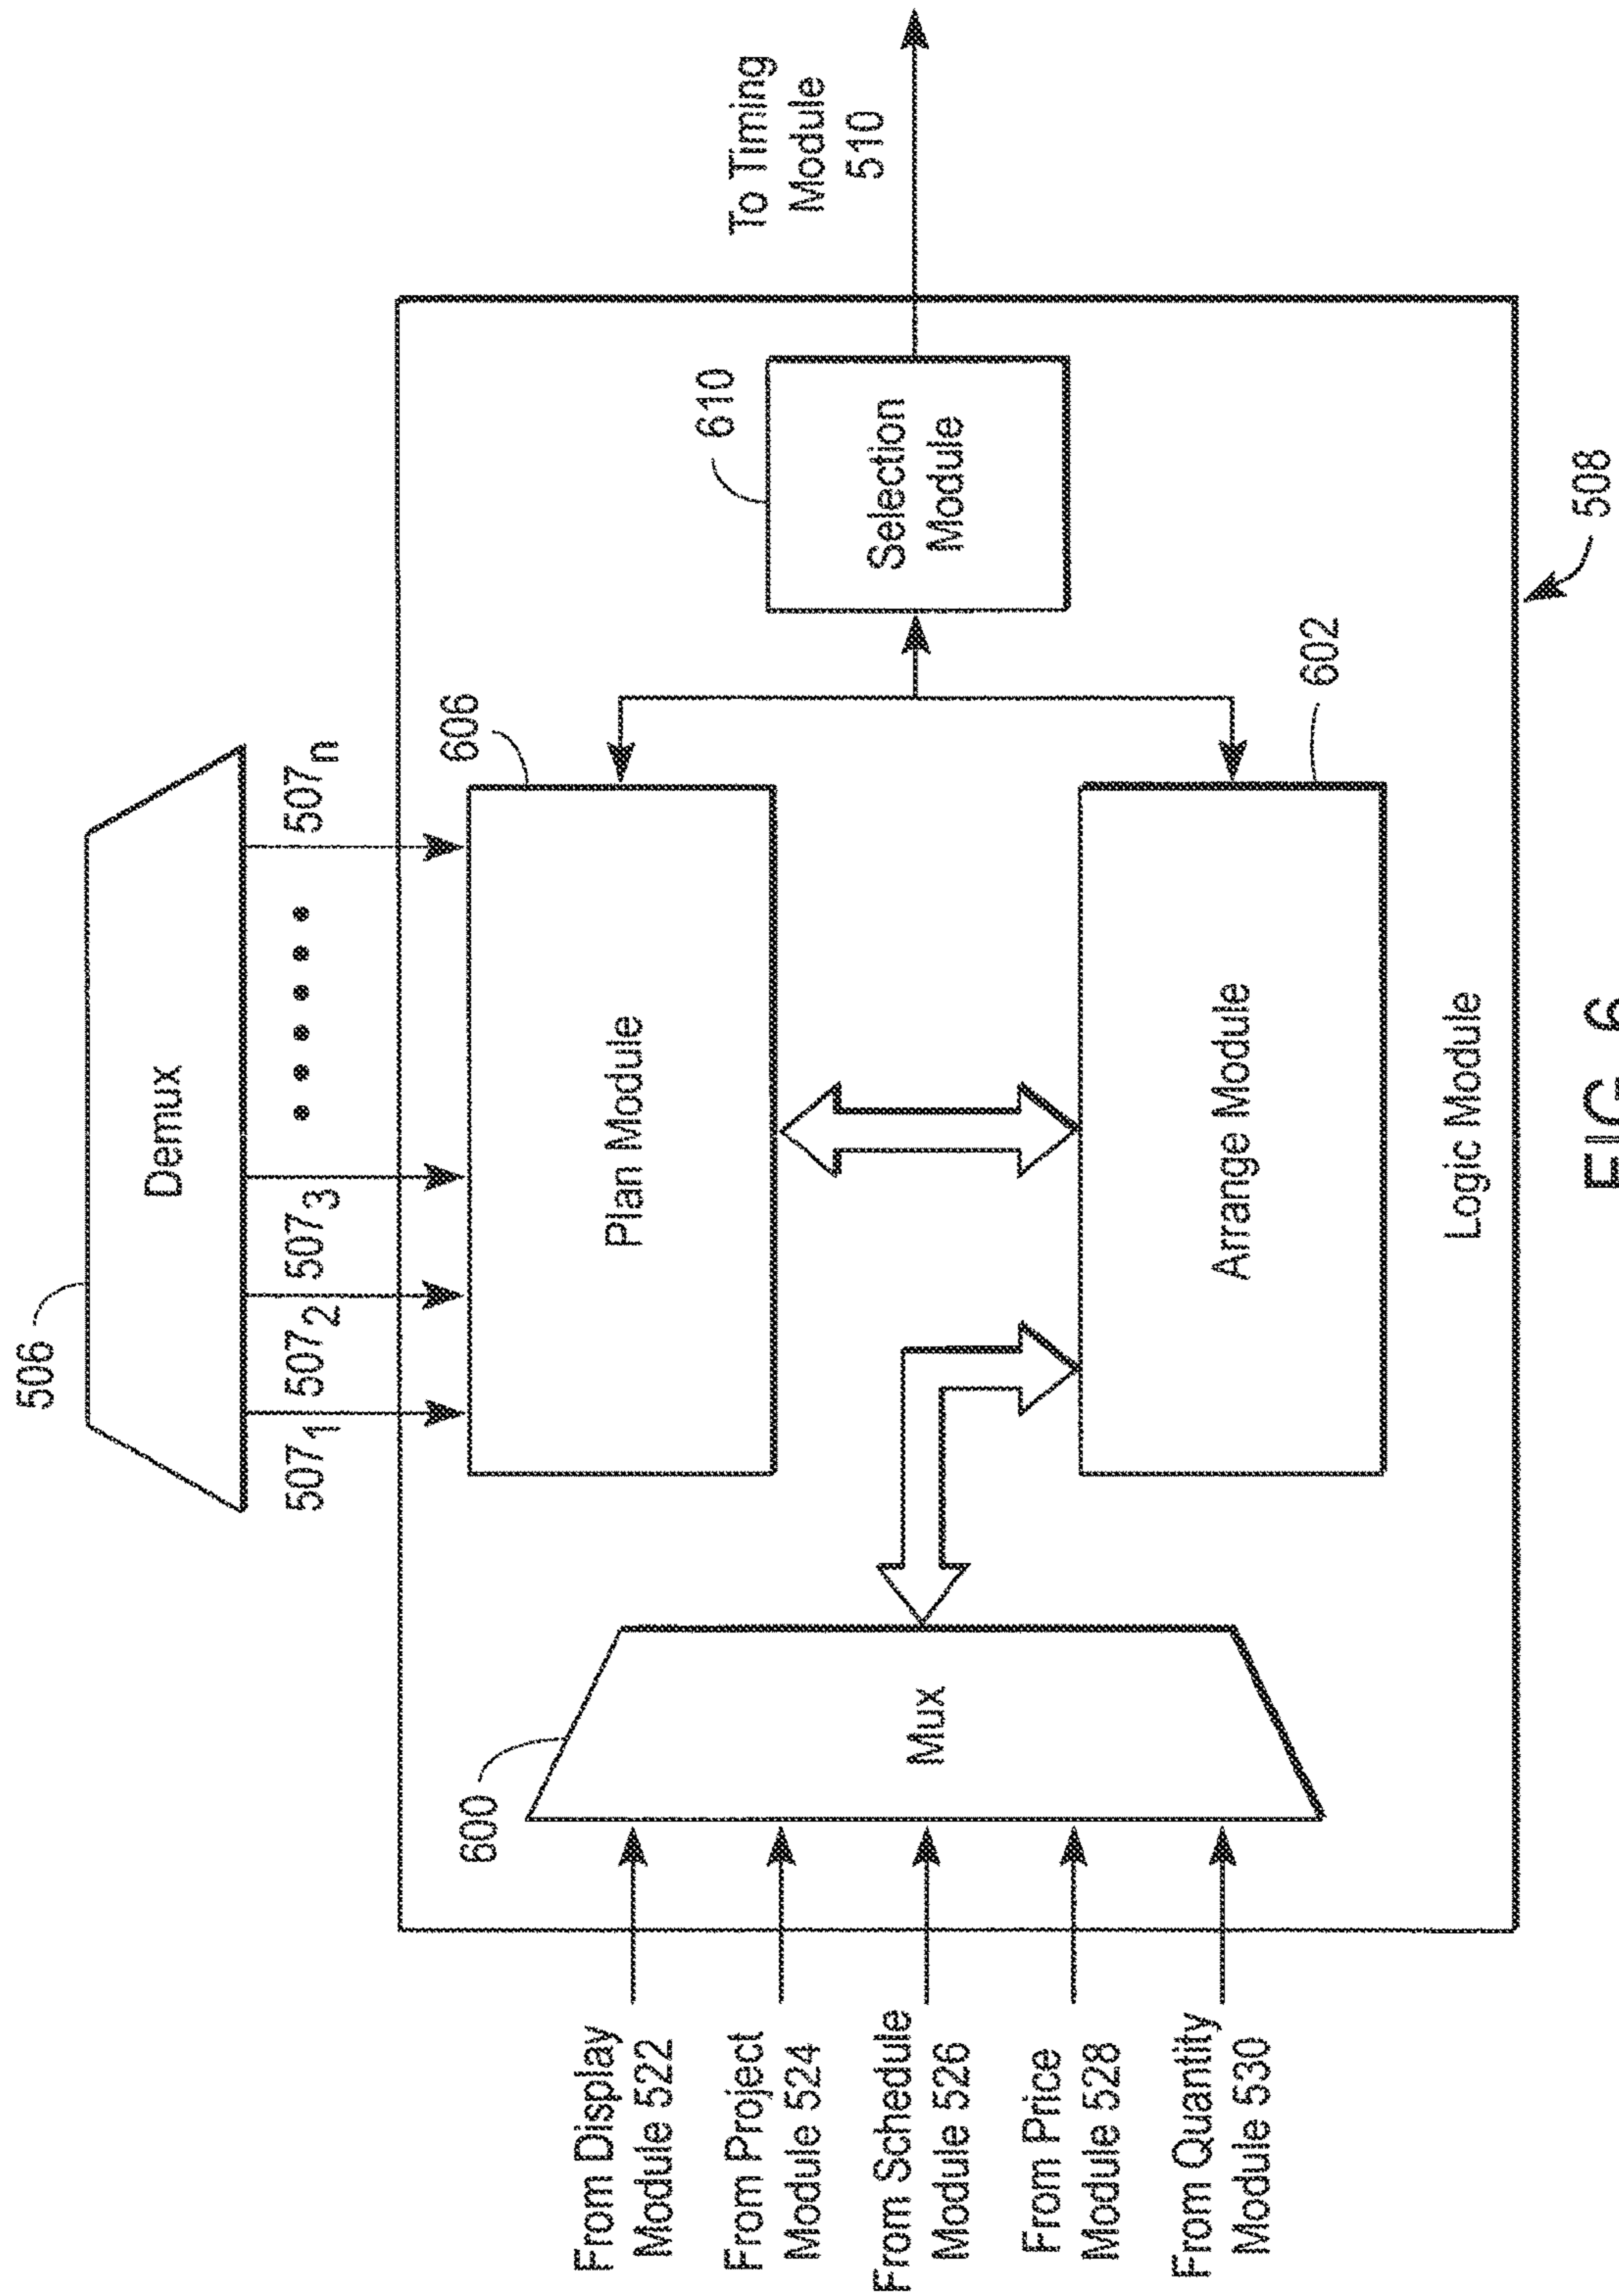 506
Demux
507₁
507₂
507₃
507ₙ
To Timing
Module
510
600
606
610
From Display
Module 522
From Project
Module 524
From Schedule
Module 526
From Price
Module 528
From Quantity
Module 530
Mux
Plan Module
Selection
Module
Arrange Module
602
Logic Module
508
FIG. 6